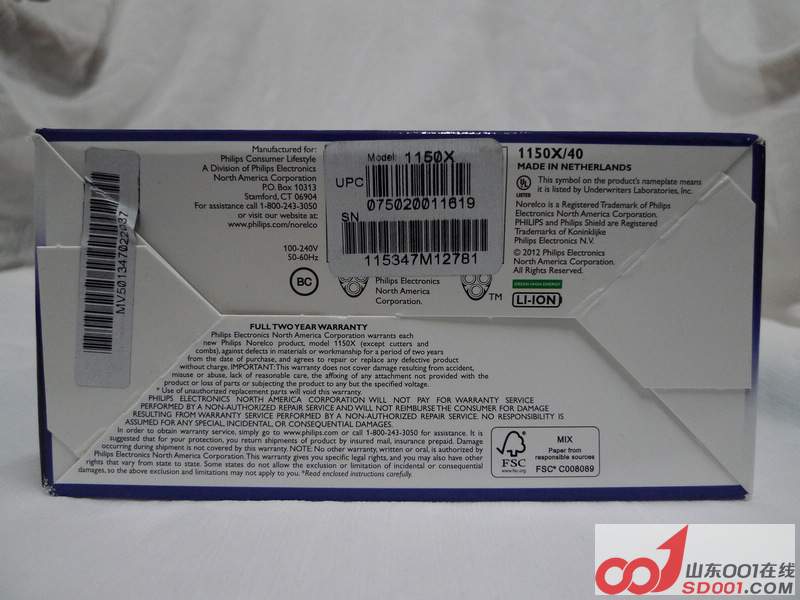 MV501347022037
Manufactured for:
Philips Consumer Lifestyle
A Division of Philips Electronics
North America Corporation
P.O. Box 10313
Stamford, CT 06904
For assistance call 1-800-243-3050
or visit our website at:
www.philips.com/norelco
100-240V
50-60Hz
BC
Model: 1150X
UPC
075020011619
SN
115347M12781
Philips Electronics
North America
Corporation.
TM
1150X/40
MADE IN NETHERLANDS
UL
LISTED
This symbol on the product's nameplate means
it is listed by Underwriters Laboratories, Inc.
Norelco is a Registered Trademark of Philips
Electronics North America Corporation.
PHILIPS and Philips Shield are Registered
Trademarks of Koninklijke
Philips Electronics N.V.
© 2012 Philips Electronics
North America Corporation.
All Rights Reserved.
GREEN HIGH ENERGY
LI-ION
FULL TWO YEAR WARRANTY
Philips Electronics North America Corporation warrants each
new Philips Norelco product, model 1150X (except cutters and
combs), against defects in materials or workmanship for a period of two years
from the date of purchase, and agrees to repair or replace any defective product
without charge. IMPORTANT: This warranty does not cover damage resulting from accident,
misuse or abuse, lack of reasonable care, the affixing of any attachment not provided with the
product or loss of parts or subjecting the product to any but the specified voltage.
* Use of unauthorized replacement parts will void this warranty.
PHILIPS ELECTRONICS NORTH AMERICA CORPORATION WILL NOT PAY FOR WARRANTY SERVICE
PERFORMED BY A NON-AUTHORIZED REPAIR SERVICE AND WILL NOT REIMBURSE THE CONSUMER FOR DAMAGE
RESULTING FROM WARRANTY SERVICE PERFORMED BY A NON-AUTHORIZED REPAIR SERVICE. NO RESPONSIBILITY IS
ASSUMED FOR ANY SPECIAL, INCIDENTAL, OR CONSEQUENTIAL DAMAGES.
In order to obtain warranty service, simply go to www.philips.com or call 1-800-243-3050 for assistance. It is
suggested that for your protection, you return shipments of product by insured mail, insurance prepaid. Damage
occurring during shipment is not covered by this warranty. NOTE: No other warranty, written or oral, is authorized by
Philips Electronics North America Corporation. This warranty gives you specific legal rights, and you may also have other
rights that vary from state to state. Some states do not allow the exclusion or limitation of incidental or consequential
damages, so the above exclusion and limitations may not apply to you. *Read enclosed instructions carefully.
FSC
www.fsc.org
MIX
Paper from
responsible sources
FSC® C008089
山东001在线
SD001.COM